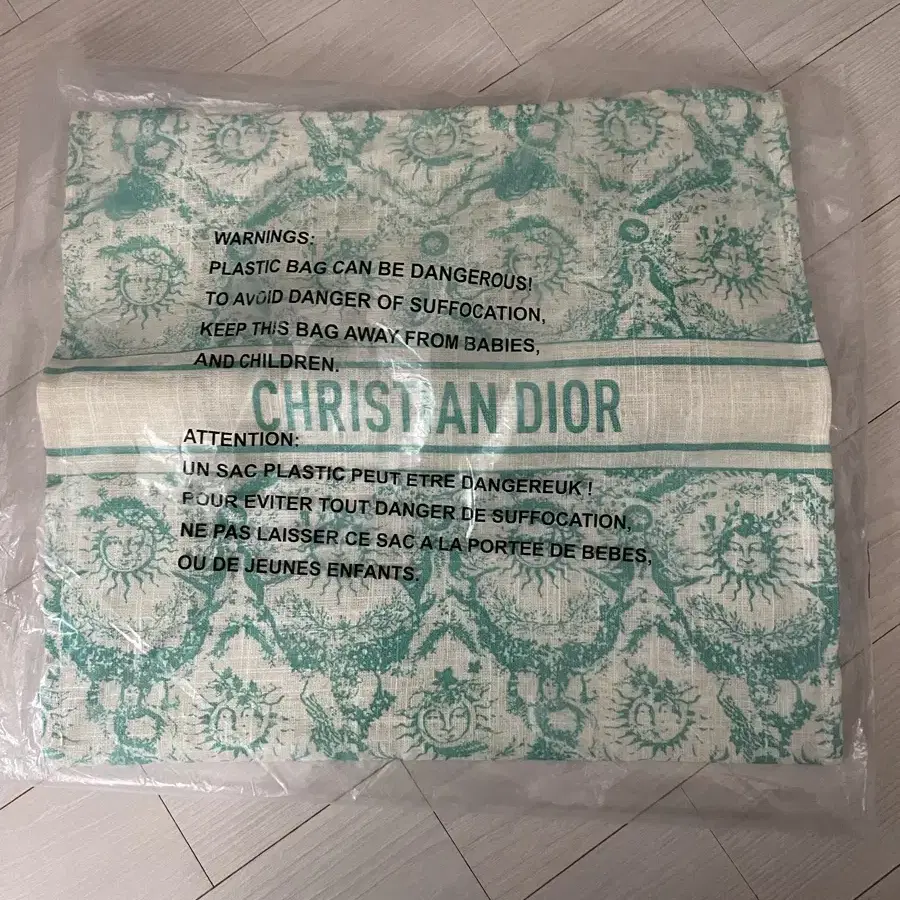 WARNINGS:
PLASTIC BAG CAN BE DANGEROUS!
TO AVOID DANGER OF SUFFOCATION,
KEEP THIS BAG AWAY FROM BABIES,
AND CHILDREN.
CHRISTIAN DIOR
ATTENTION:
UN SAC PLASTIC PEUT ETRE DANGEREUK !
POUR EVITER TOUT DANGER DE SUFFOCATION,
NE PAS LAISSER CE SAC A LA PORTEE DE BEBES,
OU DE JEUNES ENFANTS.